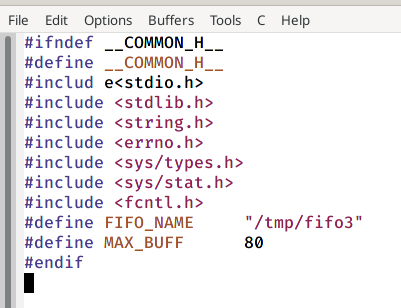 File Edit Options Buffers Tools C Help
#ifndef __COMMON_H__
#define __COMMON_H__
#includ e<stdio.h>
#include <stdlib.h>
#include <string.h>
#include <errno.h>
#include <sys/types.h>
#include <sys/stat.h>
#include <fcntl.h>
#define FIFO_NAME     "/tmp/fifo3"
#define MAX_BUFF      80
#endif